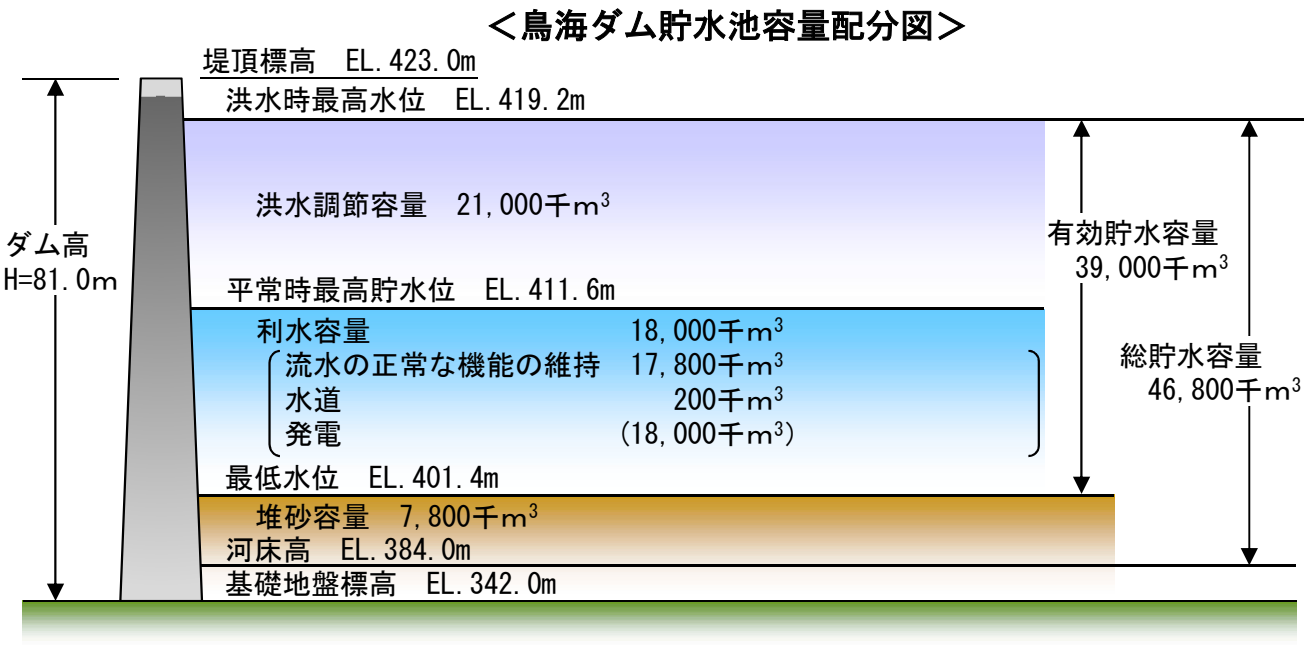 ＜鳥海ダム貯水池容量配分図＞
堤頂標高　EL.423.0m
洪水時最高水位　EL.419.2m
洪水調節容量　21,000千ｍ³
ダム高
H=81.0ｍ
有効貯水容量
39,000千ｍ³
平常時最高貯水位　EL.411.6m
利水容量　18,000千ｍ³
流水の正常な機能の維持　17,800千ｍ³
水道　200千ｍ³
発電　(18,000千ｍ³)
総貯水容量
46,800千ｍ³
最低水位　EL.401.4m
堆砂容量　7,800千ｍ³
河床高　EL.384.0m
基礎地盤標高　EL.342.0m